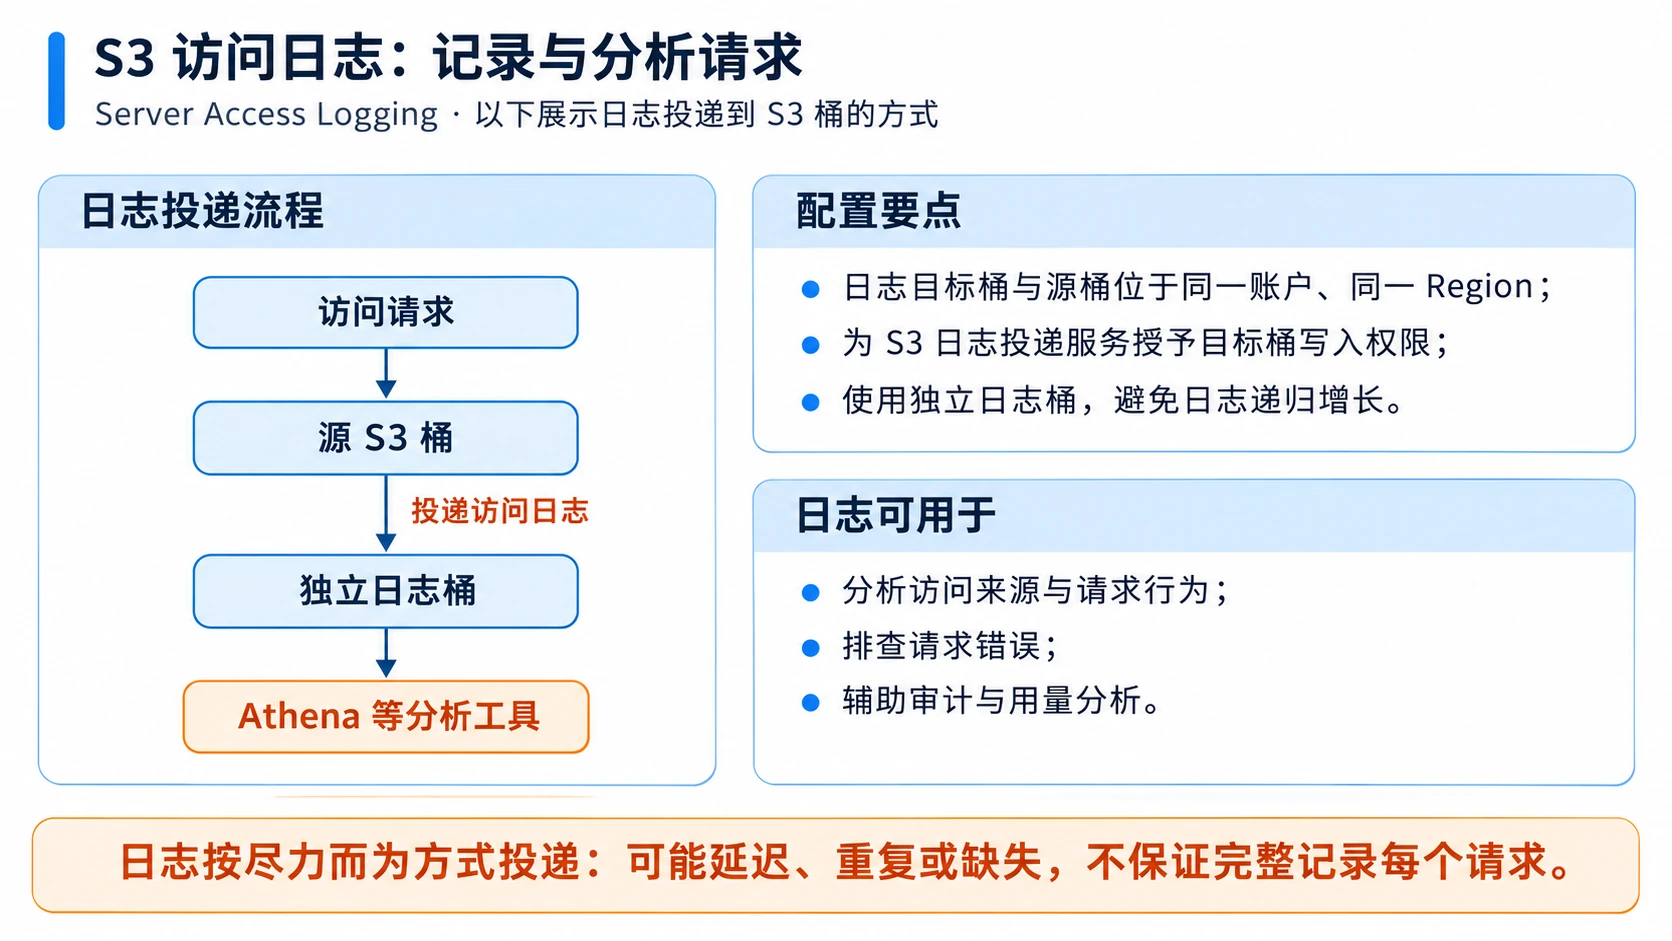 S3 访问日志：记录与分析请求
Server Access Logging · 以下展示日志投递到 S3 桶的方式
日志投递流程
访问请求
源 S3 桶
投递访问日志
独立日志桶
Athena 等分析工具
配置要点
日志目标桶与源桶位于同一账户、同一 Region；
为 S3 日志投递服务授予目标桶写入权限；
使用独立日志桶，避免日志递归增长。
日志可用于
分析访问来源与请求行为；
排查请求错误；
辅助审计与用量分析。
日志按尽力而为方式投递：可能延迟、重复或缺失，不保证完整记录每个请求。